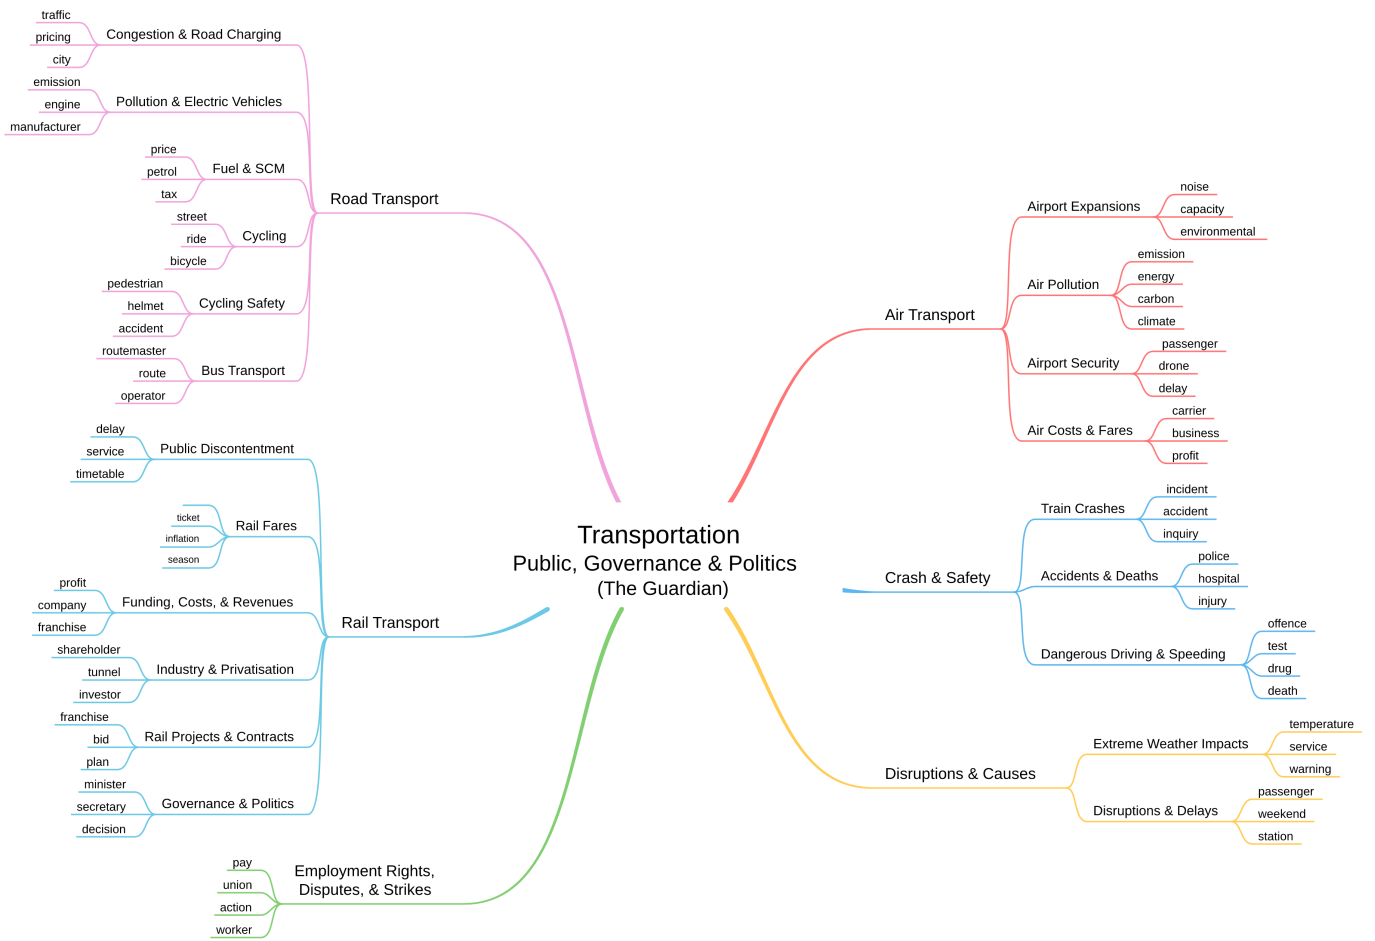 Transportation
Public, Governance & Politics
(The Guardian)
Road Transport
Congestion & Road Charging
traffic
pricing
city
Pollution & Electric Vehicles
emission
engine
manufacturer
Fuel & SCM
price
petrol
tax
Cycling
street
ride
bicycle
Cycling Safety
pedestrian
helmet
accident
Bus Transport
routemaster
route
operator
Rail Transport
Public Discontentment
delay
service
timetable
Rail Fares
ticket
inflation
season
Funding, Costs, & Revenues
profit
company
franchise
Industry & Privatisation
shareholder
tunnel
investor
Rail Projects & Contracts
franchise
bid
plan
Governance & Politics
minister
secretary
decision
Employment Rights,
Disputes, & Strikes
pay
union
action
worker
Air Transport
Airport Expansions
noise
capacity
environmental
Air Pollution
emission
energy
carbon
climate
Airport Security
passenger
drone
delay
Air Costs & Fares
carrier
business
profit
Crash & Safety
Train Crashes
incident
accident
inquiry
Accidents & Deaths
police
hospital
injury
Dangerous Driving & Speeding
offence
test
drug
death
Disruptions & Causes
Extreme Weather Impacts
temperature
service
warning
Disruptions & Delays
passenger
weekend
station